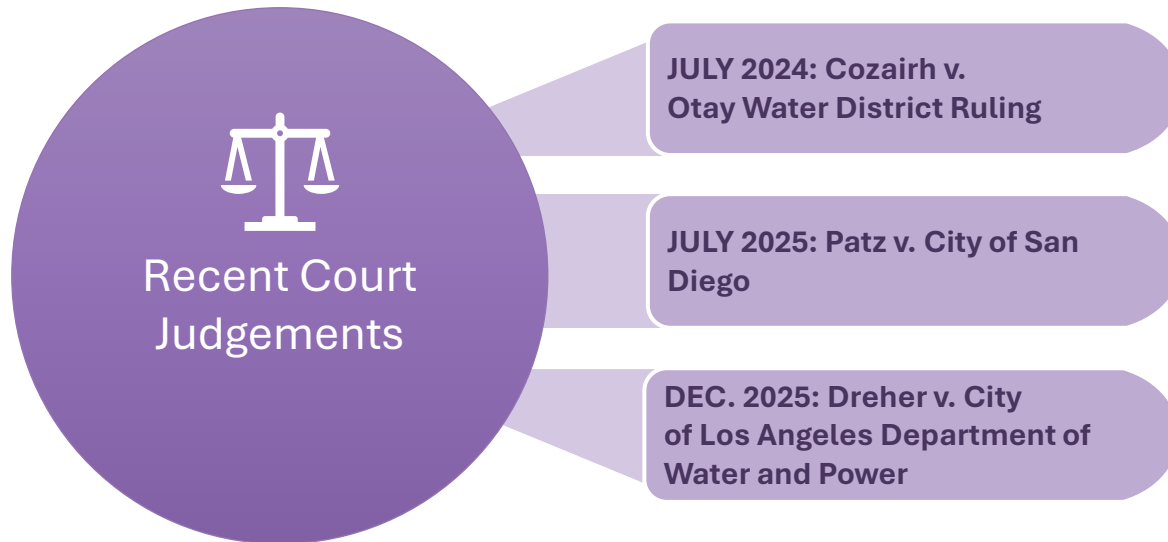 Recent Court
Judgements
JULY 2024: Cozairh v.
Otay Water District Ruling
JULY 2025: Patz v. City of San
Diego
DEC. 2025: Dreher v. City
of Los Angeles Department of
Water and Power